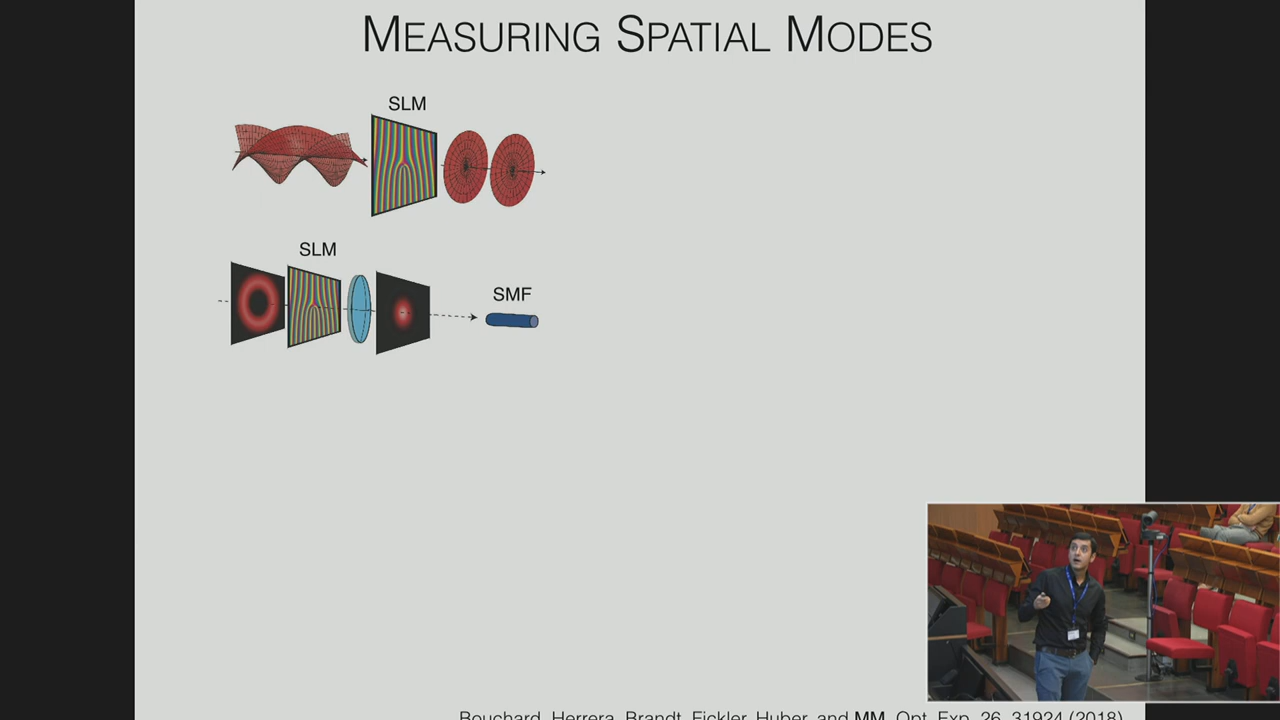 MEASURING SPATIAL MODES
SLM
SLM
SMF
Bouchard, Herrera, Brandt, Fickler, Huber, and MM, Opt. Exp. 26, 31924 (2018)